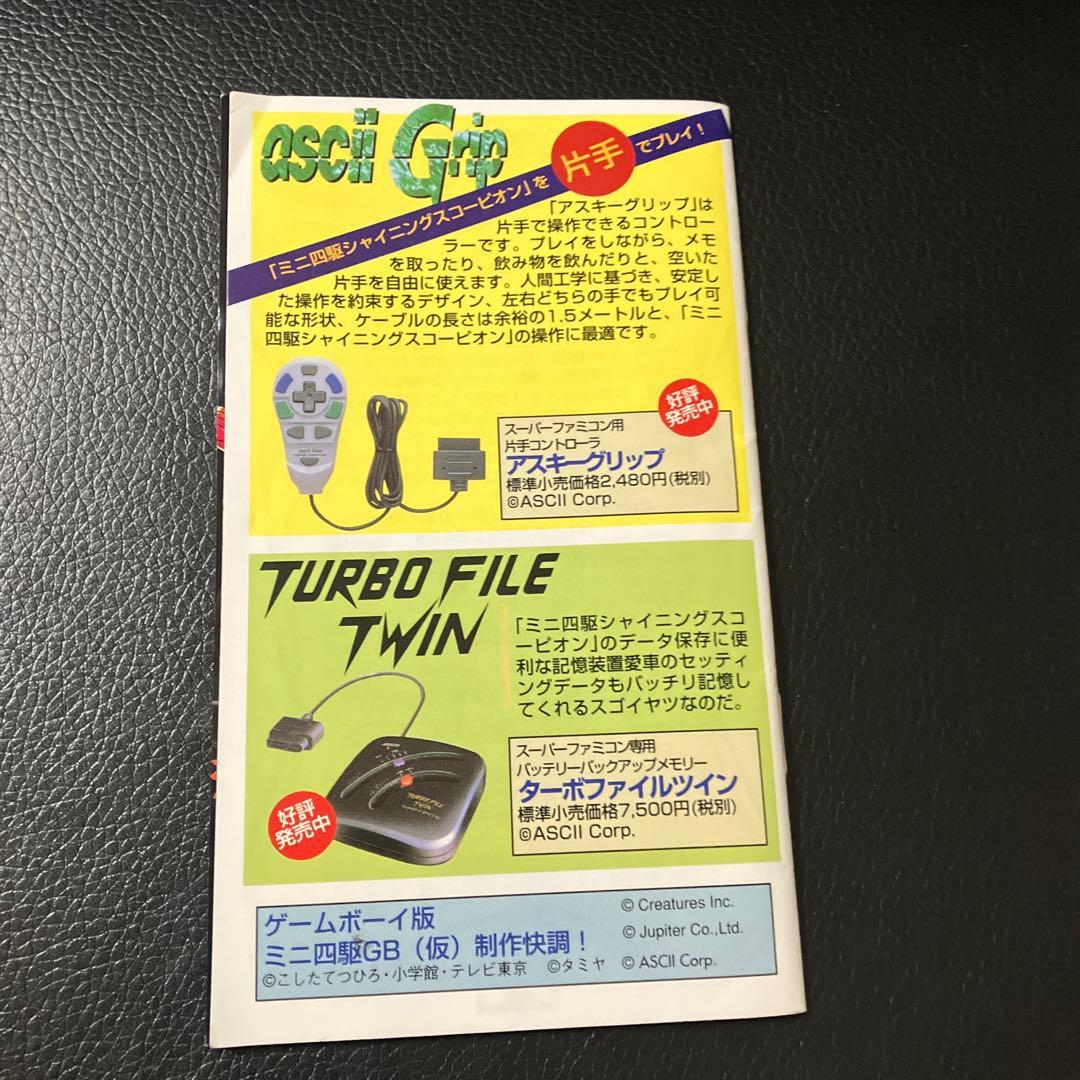 ascii Grip
「ミニ四駆シャイニングスコーピオン」を片手でプレイ！
「アスキーグリップ」は
片手で操作できるコントロー
ラーです。プレイをしながら、メモ
を取ったり、飲み物を飲んだりと、空いた
片手を自由に使えます。人間工学に基づき、安定し
た操作を約束するデザイン、左右どちらの手でもプレイ可
能な形状、ケーブルの長さは余裕の1.5メートルと、「ミニ
四駆シャイニングスコーピオン」の操作に最適です。
ascii Grip
好評
発売中
スーパーファミコン用
片手コントローラ
アスキーグリップ
標準小売価格2,480円(税別)
©ASCII Corp.
TURBO FILE
TWIN
「ミニ四駆シャイニングスコ
ーピオン」のデータ保存に便
利な記憶装置愛車のセッティ
ングデータもバッチリ記憶し
てくれるスゴイヤツなのだ。
TURBO FILE
TWIN
好評
発売中
スーパーファミコン専用
バッテリーバックアップメモリー
ターボファイルツイン
標準小売価格7,500円(税別)
©ASCII Corp.
ゲームボーイ版
ミニ四駆GB（仮）制作快調！
© Creatures Inc.
© Jupiter Co.,Ltd.
©こしたてつひろ・小学館・テレビ東京 ©タミヤ © ASCII Corp.